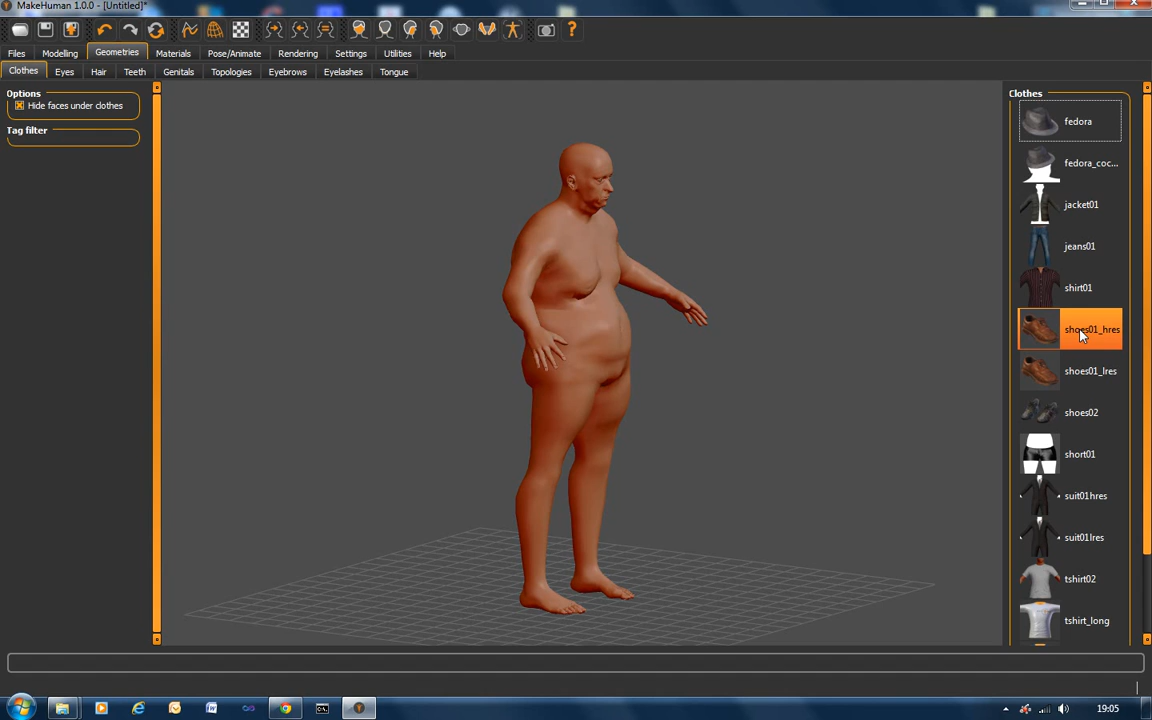 MakeHuman 1.0.0 - [Untitled]*
Files Modelling Geometries Materials Pose/Animate Rendering Settings Utilities Help
Clothes Eyes Hair Teeth Genitals Topologies Eyebrows Eyelashes Tongue
Options
Hide faces under clothes
Tag filter
Clothes
fedora
fedora_coc...
jacket01
jeans01
shirt01
shoes01_hres
shoes01_lres
shoes02
short01
suit01hres
suit01lres
tshirt02
tshirt_long
19:05